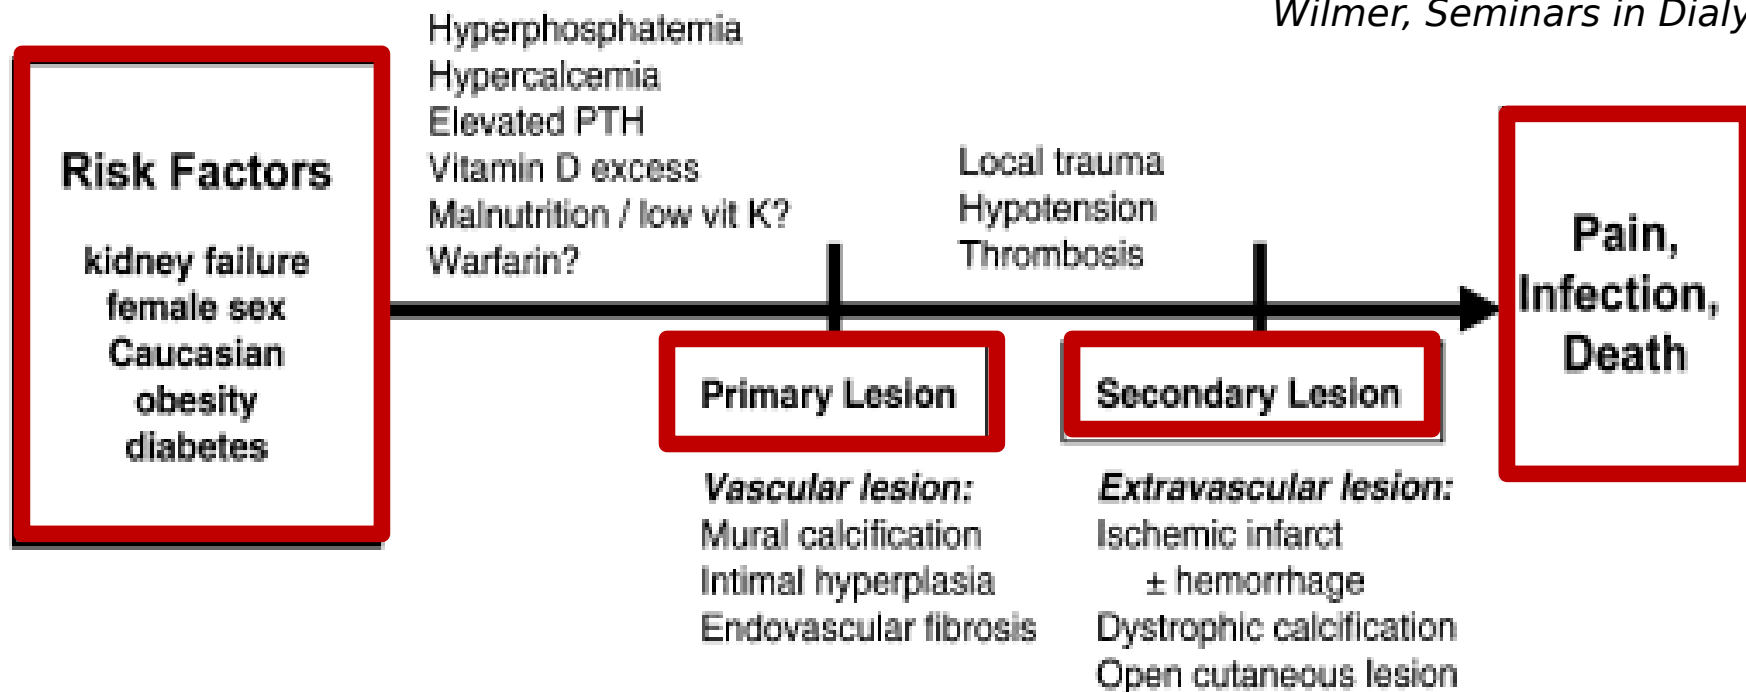 Wilmer, Seminars in Dialy
Hyperphosphatemia
Hypercalcemia
Elevated PTH
Vitamin D excess
Malnutrition / low vit K?
Warfarin?
Risk Factors
kidney failure
female sex
Caucasian
obesity
diabetes
Local trauma
Hypotension
Thrombosis
Primary Lesion
Vascular lesion:
Mural calcification
Intimal hyperplasia
Endovascular fibrosis
Secondary Lesion
Extravascular lesion:
Ischemic infarct
± hemorrhage
Dystrophic calcification
Open cutaneous lesion
Pain,
Infection,
Death